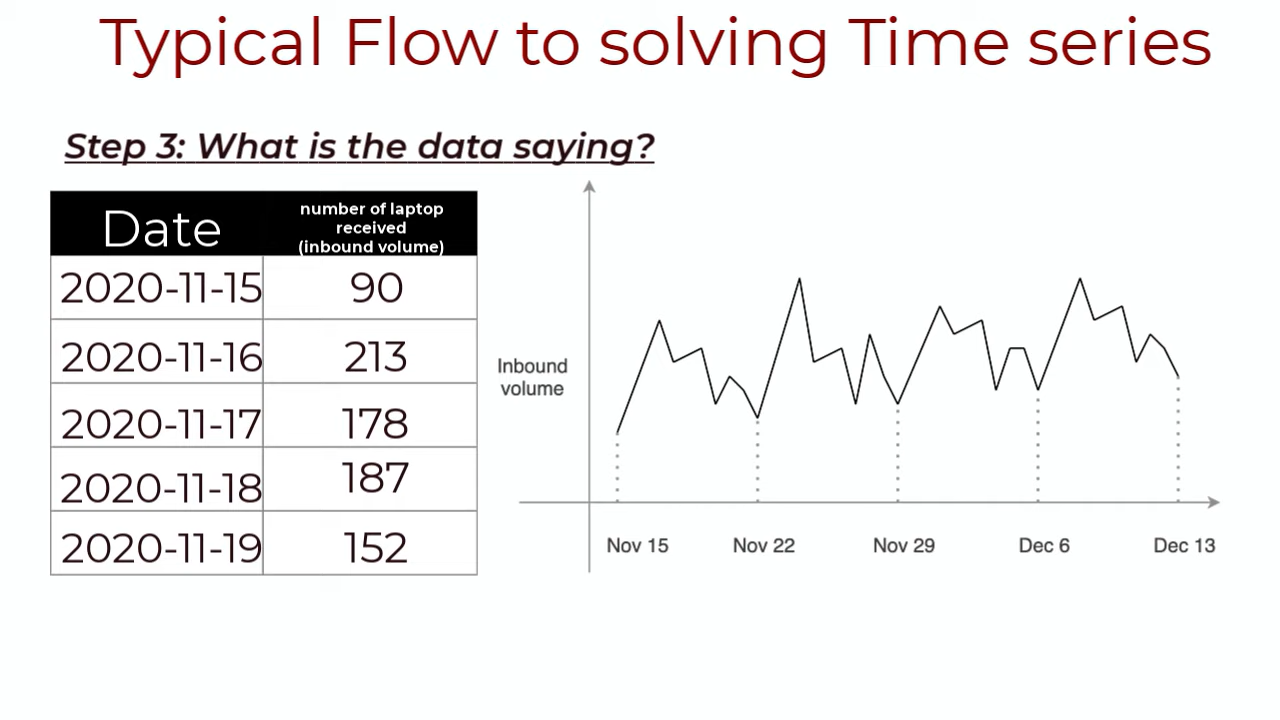 Typical Flow to solving Time series
Step 3: What is the data saying?
Date
number of laptop
received
(inbound volume)
2020-11-15 90
2020-11-16 213
2020-11-17 178
2020-11-18 187
2020-11-19 152
Inbound
volume
Nov 15 Nov 22 Nov 29 Dec 6 Dec 13